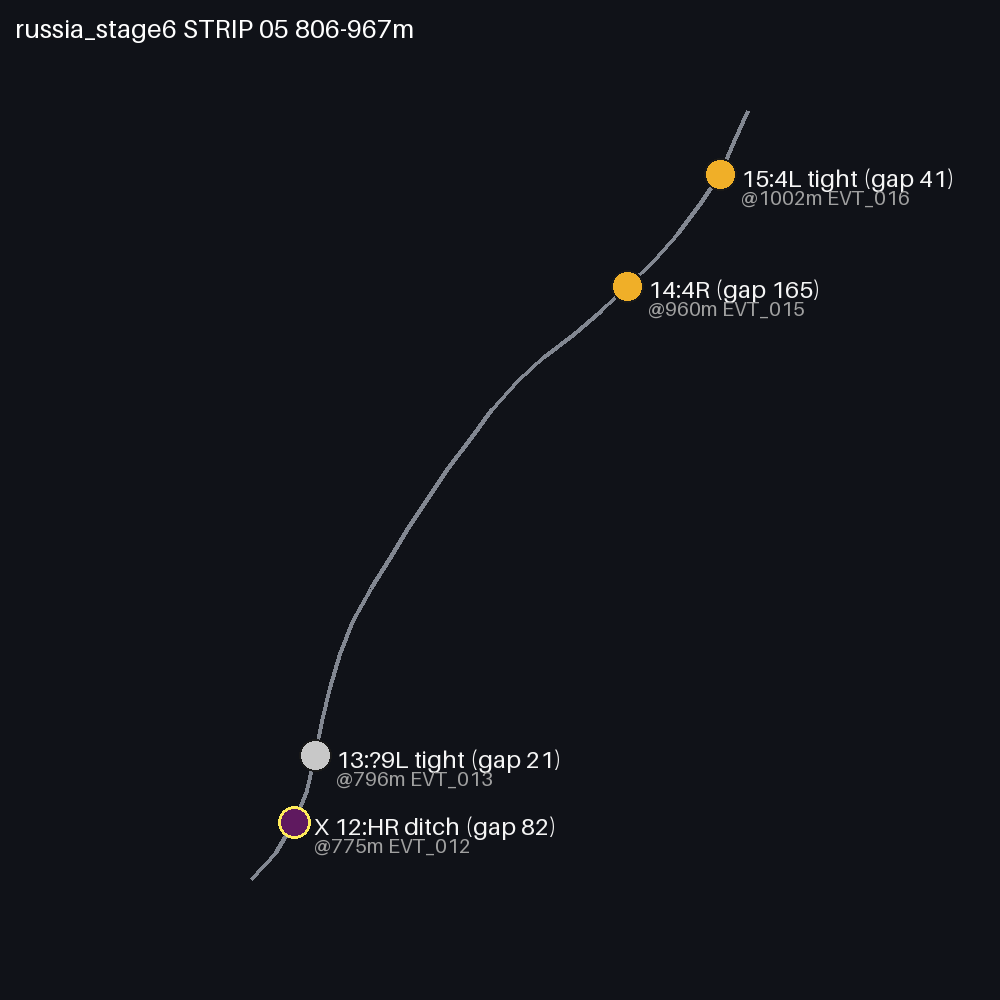 russia_stage6 STRIP 05 806-967m
15:4L tight (gap 41)
@1002m EVT_016
14:4R (gap 165)
@960m EVT_015
13:?9L tight (gap 21)
@796m EVT_013
X 12:HR ditch (gap 82)
@775m EVT_012